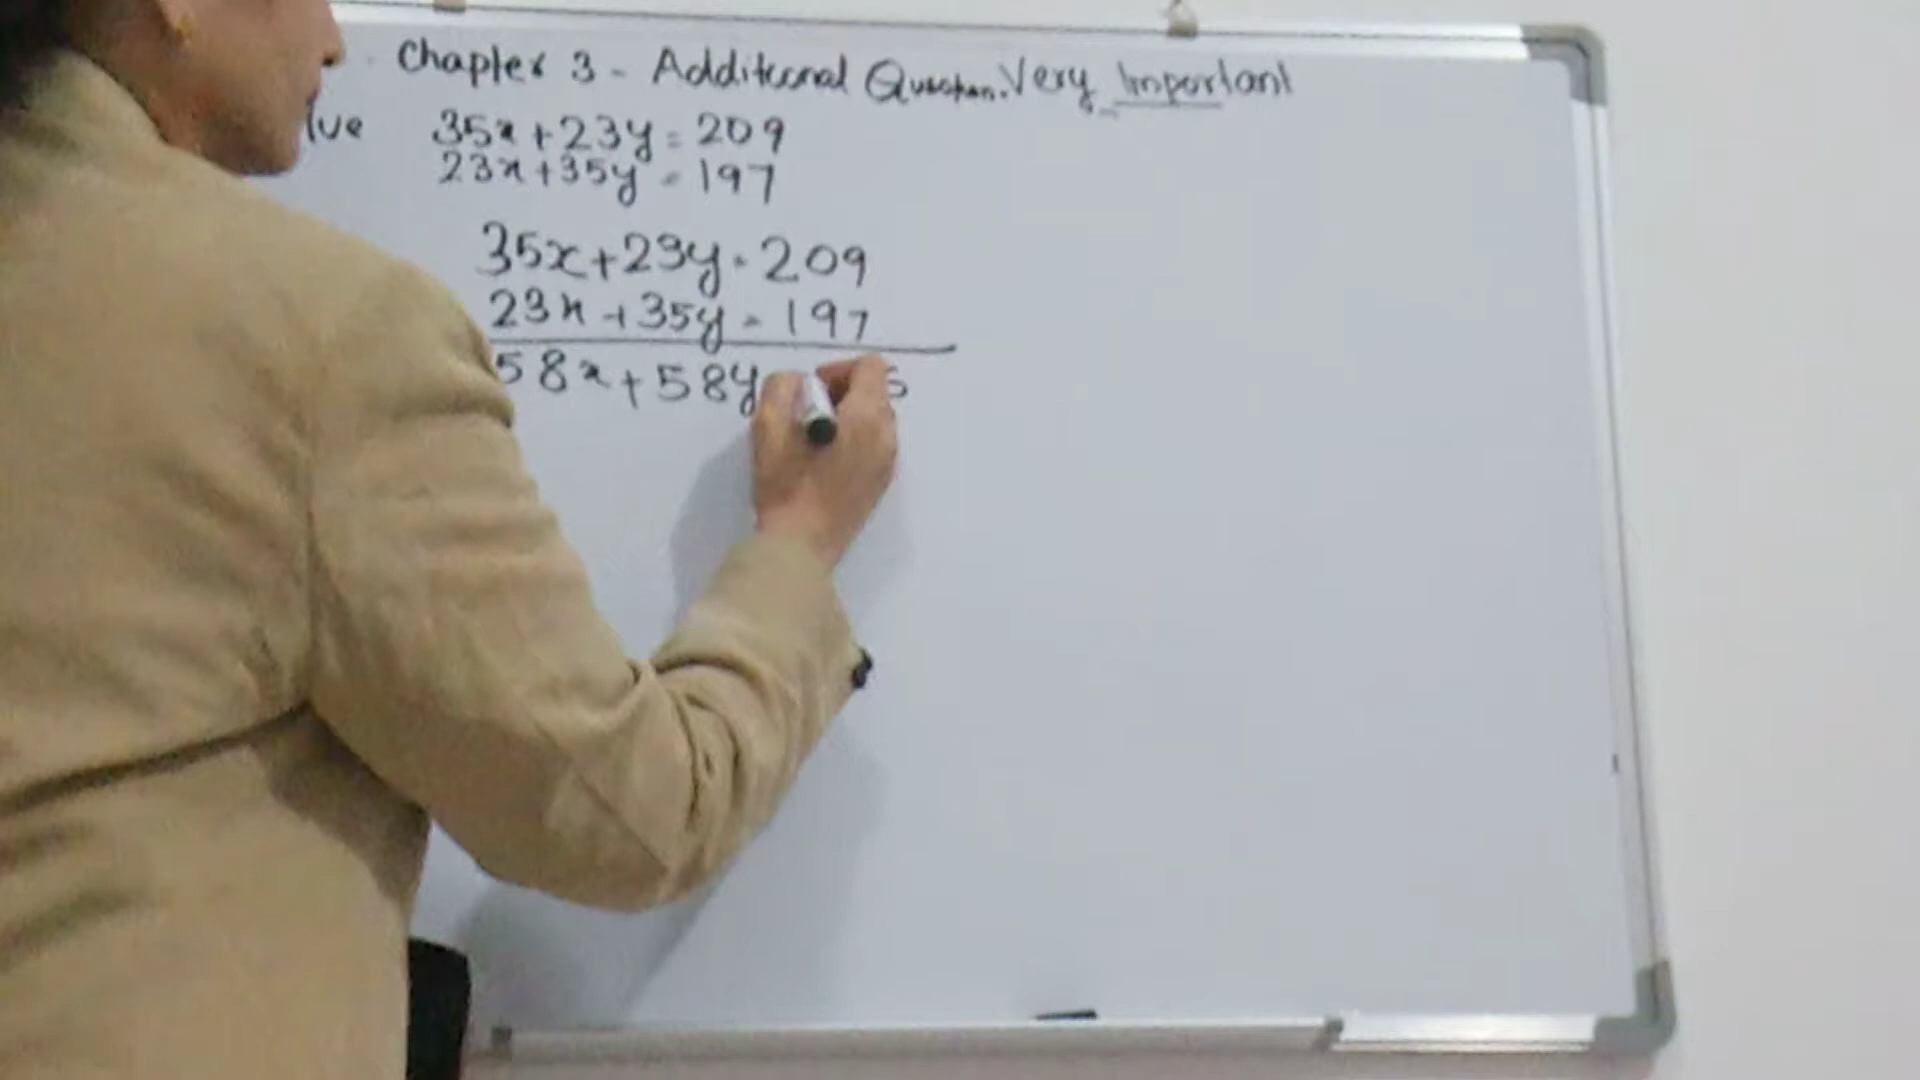 Chapter 3 - Additional Question. Very Important
lve 35x+23y=209
23x+35y=197
35x+23y=209
23x+35y=197
58x+58y 6